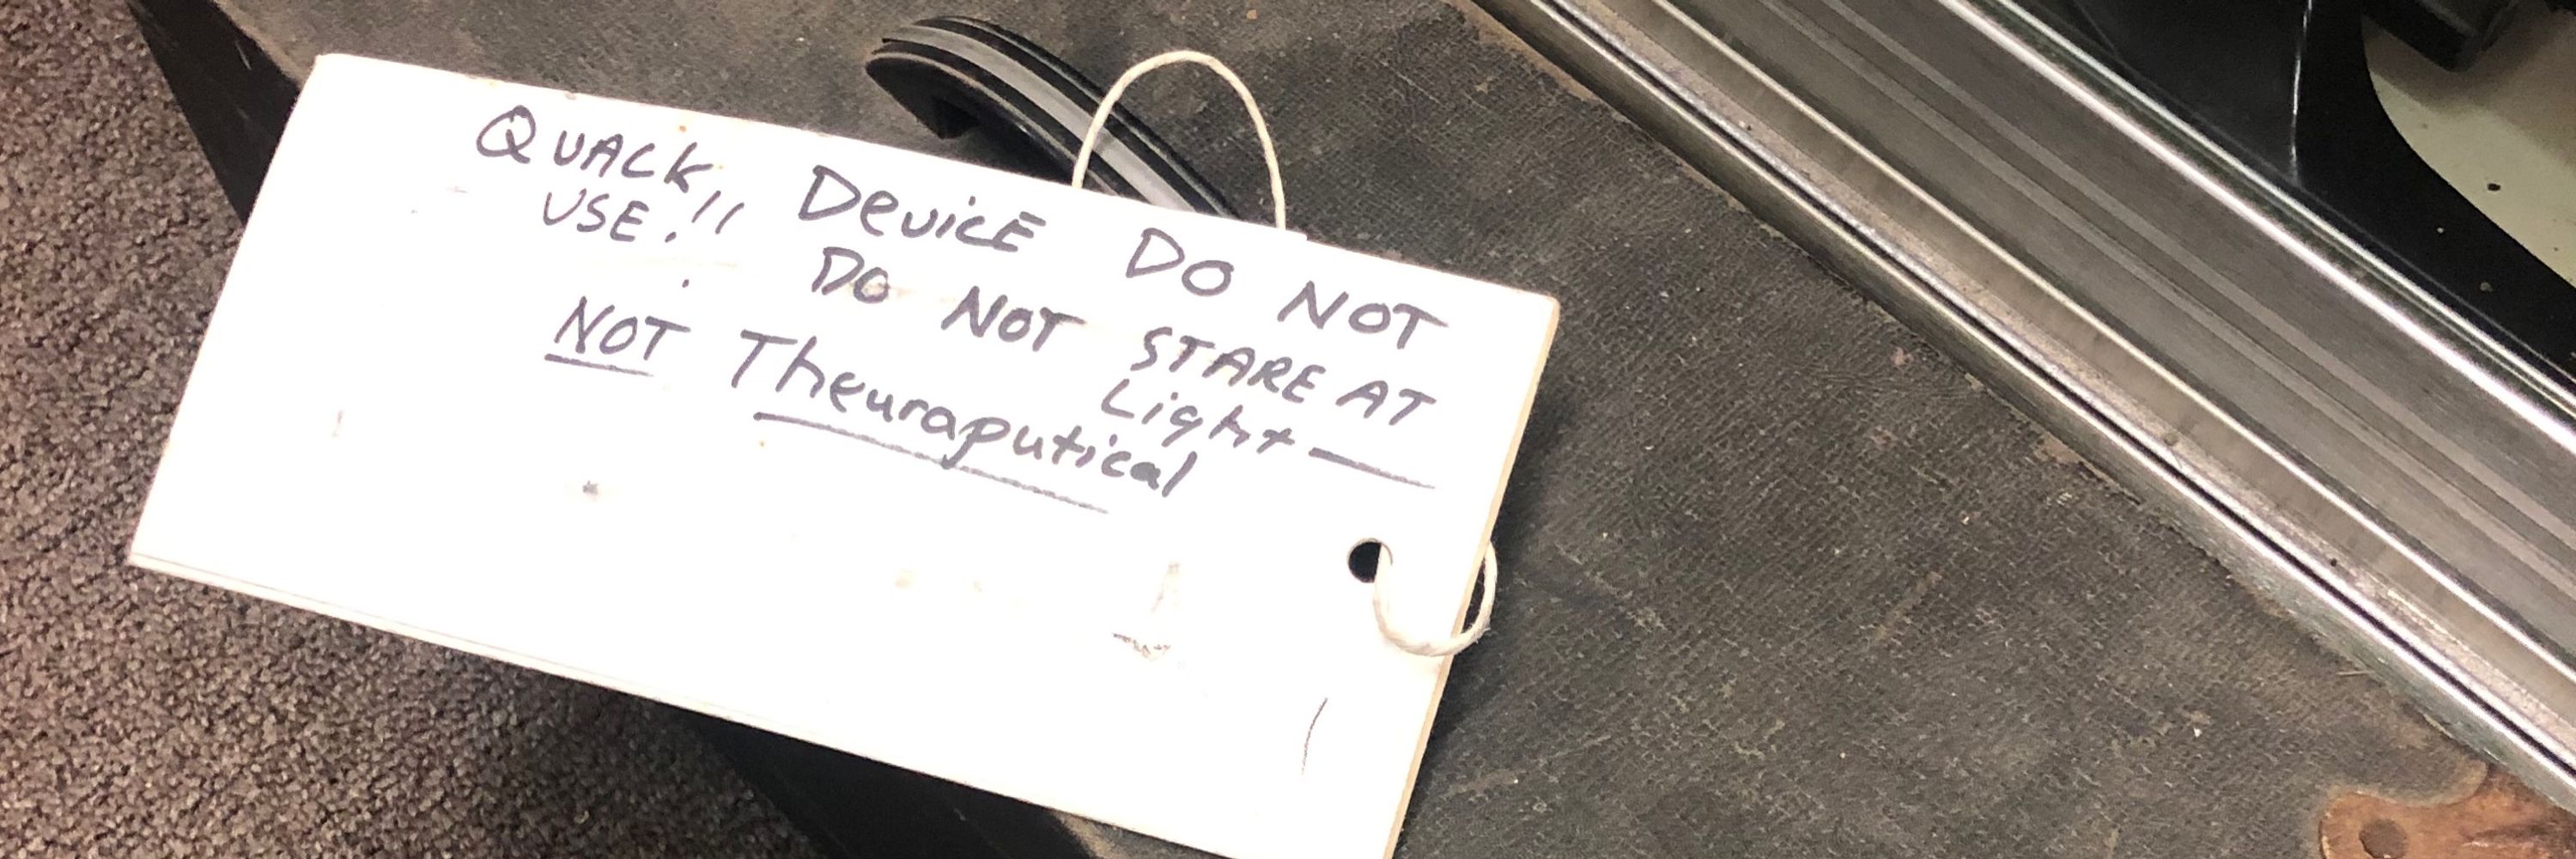 QUACK Device DO NOT
USE!!! DO NOT STARE AT
Light —
NOT Theuraputical